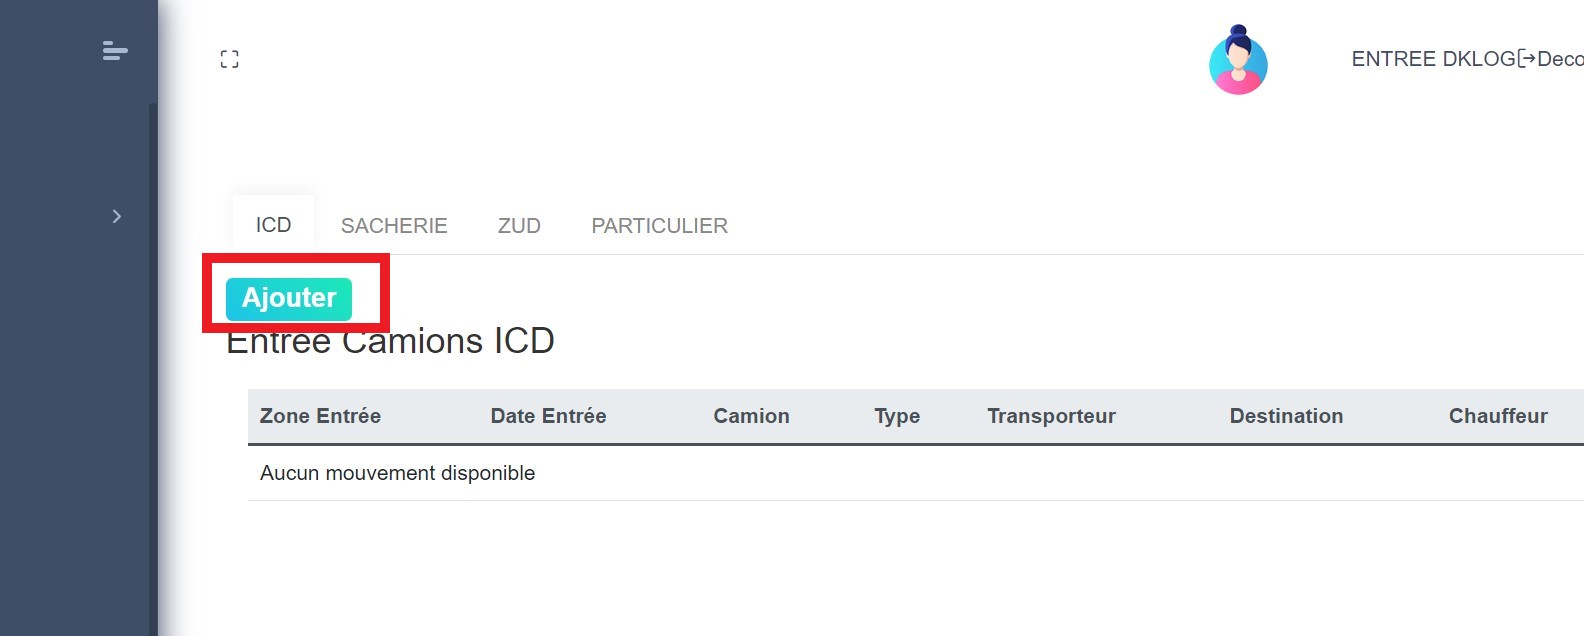 ENTREE DKLOG Deco
ICD SACHERIE ZUD PARTICULIER
Ajouter
Entrée Camions ICD
Zone Entrée Date Entrée Camion Type Transporteur Destination Chauffeur
Aucun mouvement disponible